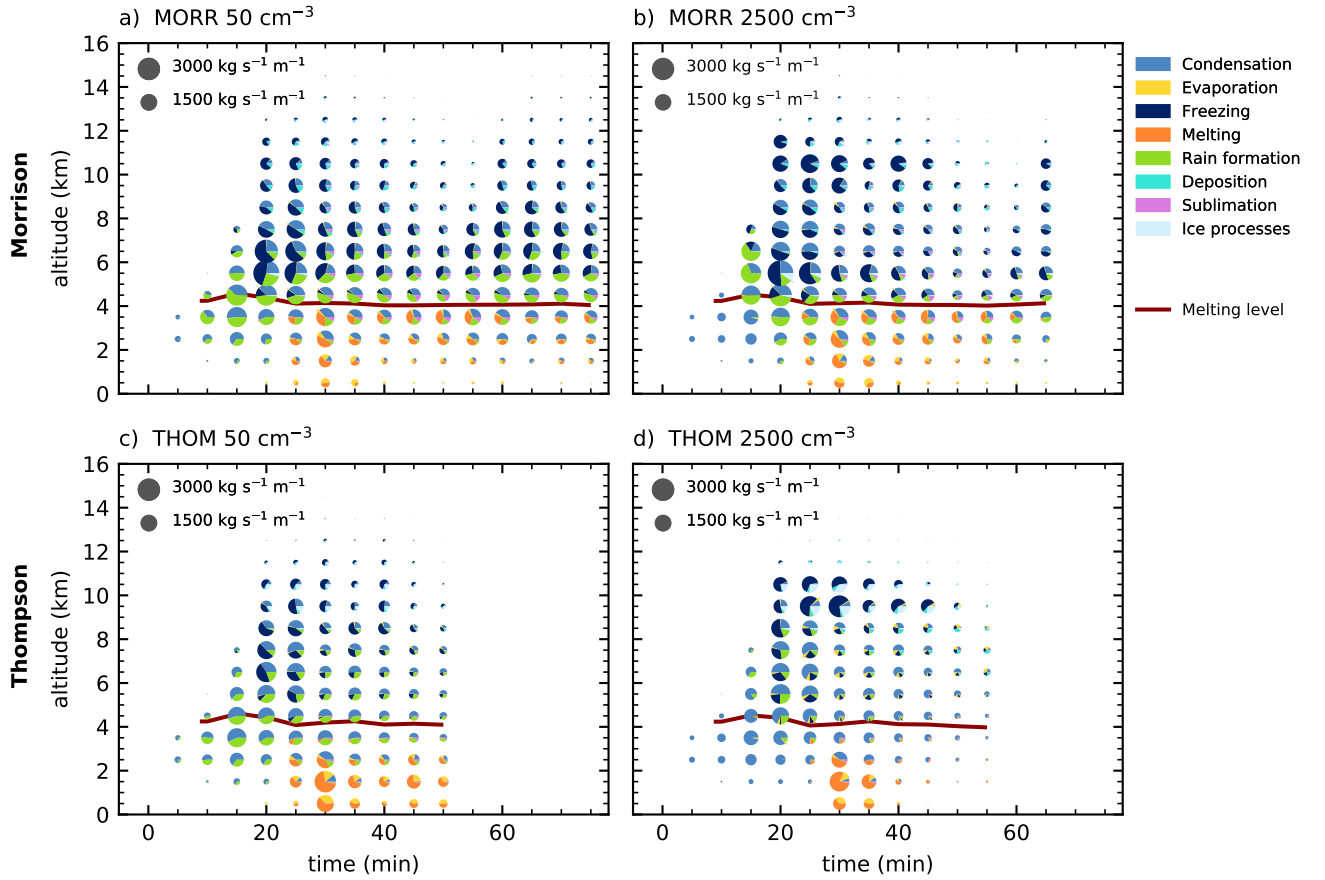 a) MORR 50 cm⁻³
b) MORR 2500 cm⁻³
Morrison
altitude (km)
16
14
12
10
8
6
4
2
0
3000 kg s⁻¹ m⁻¹
1500 kg s⁻¹ m⁻¹
3000 kg s⁻¹ m⁻¹
1500 kg s⁻¹ m⁻¹
Condensation
Evaporation
Freezing
Melting
Rain formation
Deposition
Sublimation
Ice processes
Melting level
c) THOM 50 cm⁻³
d) THOM 2500 cm⁻³
Thompson
altitude (km)
16
14
12
10
8
6
4
2
0
3000 kg s⁻¹ m⁻¹
1500 kg s⁻¹ m⁻¹
3000 kg s⁻¹ m⁻¹
1500 kg s⁻¹ m⁻¹
0 20 40 60
0 20 40 60
time (min)
time (min)